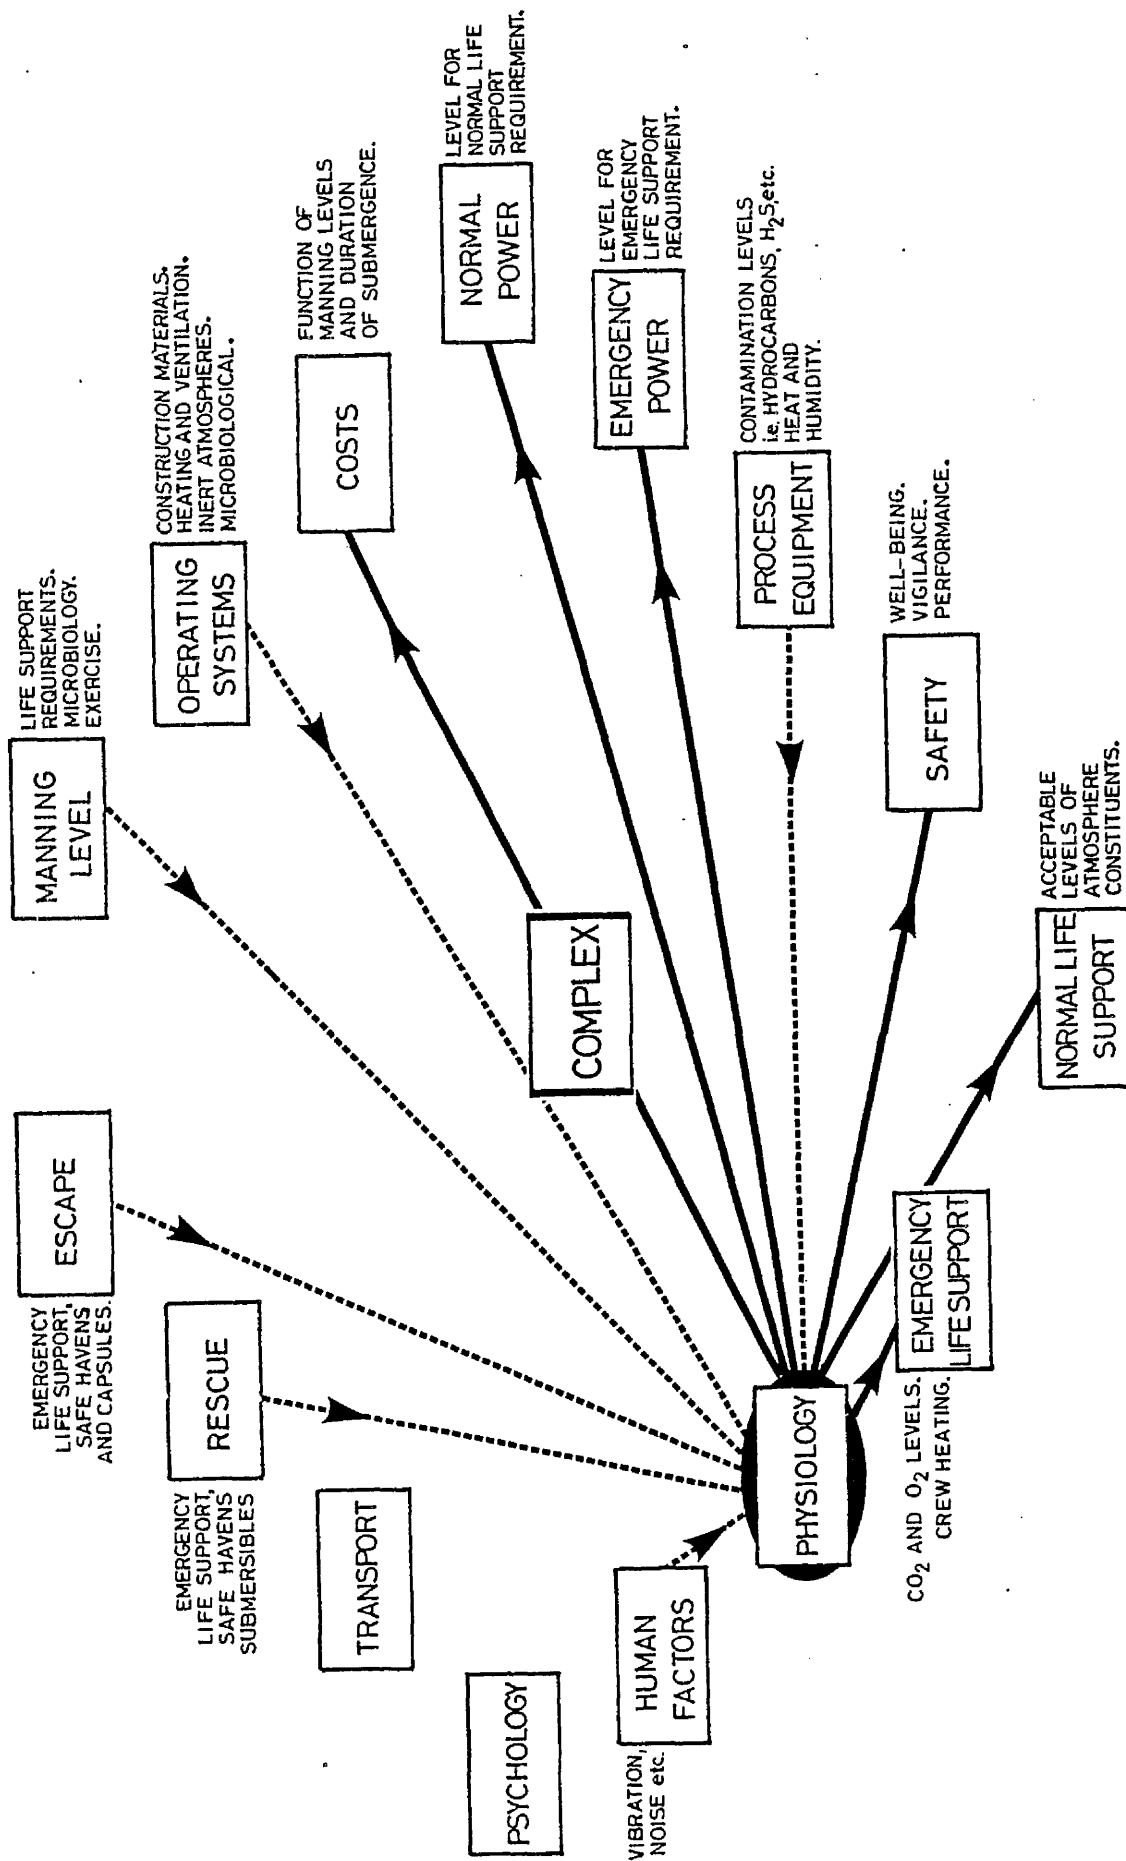 EMERGENCY
LIFE SUPPORT,
SAFE HAVENS
AND CAPSULES.
ESCAPE
MANNING
LEVEL
LIFE SUPPORT
REQUIREMENTS.
MICROBIOLOGY.
EXERCISE.
EMERGENCY
LIFE SUPPORT,
SAFE HAVENS
SUBMERSIBLES
RESCUE
OPERATING
SYSTEMS
CONSTRUCTION MATERIALS.
HEATING AND VENTILATION.
INERT ATMOSPHERES.
MICROBIOLOGICAL.
TRANSPORT
COSTS
FUNCTION OF
MANNING LEVELS
AND DURATION
OF SUBMERGENCE.
PSYCHOLOGY
COMPLEX
NORMAL
POWER
LEVEL FOR
NORMAL LIFE
SUPPORT
REQUIREMENT.
VIBRATION,
NOISE etc.
HUMAN
FACTORS
EMERGENCY
POWER
LEVEL FOR
EMERGENCY
LIFE SUPPORT
REQUIREMENT.
PHYSIOLOGY
PROCESS
EQUIPMENT
CONTAMINATION LEVELS
i.e. HYDROCARBONS, H₂S, etc.
HEAT AND
HUMIDITY.
CO₂ AND O₂ LEVELS.
CREW HEATING.
EMERGENCY
LIFE SUPPORT
SAFETY
WELL-BEING.
VIGILANCE.
PERFORMANCE.
NORMAL LIFE
SUPPORT
ACCEPTABLE
LEVELS OF
ATMOSPHERE
CONSTITUENTS.